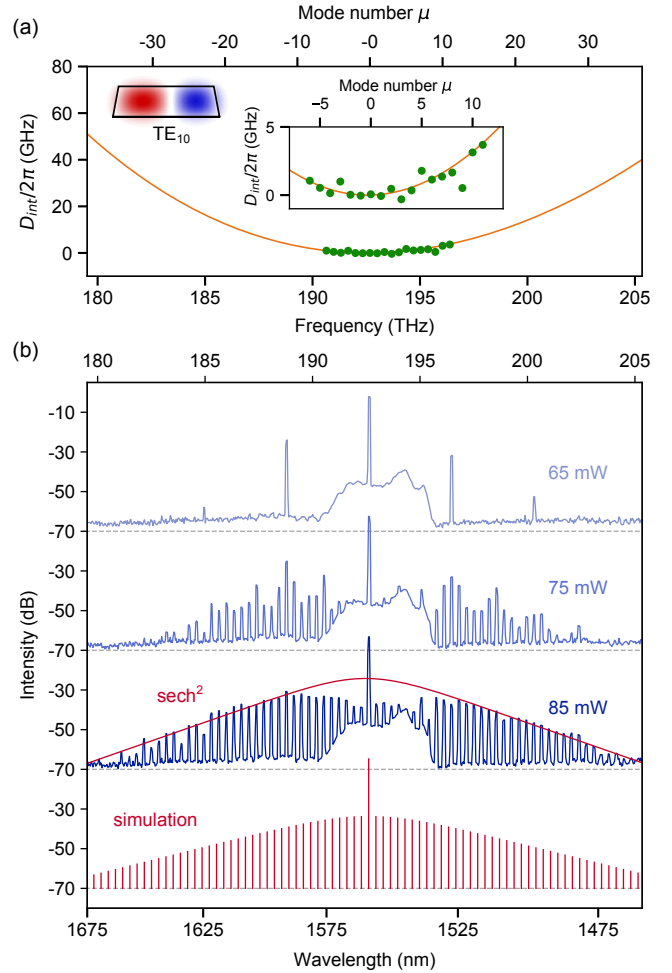 (a)
Mode number μ
−30 −20 −10 0 10 20 30
80
60
40
20
0
D_int/2π (GHz)
TE₁₀
Mode number μ
−5 0 5 10
5
0
D_int/2π (GHz)
180 185 190 195 200 205
Frequency (THz)
(b)
180 185 190 195 200 205
Intensity (dB)
-10
-30
-50
-70
65 mW
-30
-50
-70
75 mW
-30
-50
-70
sech²
85 mW
-30
-50
-70
simulation
1675 1625 1575 1525 1475
Wavelength (nm)